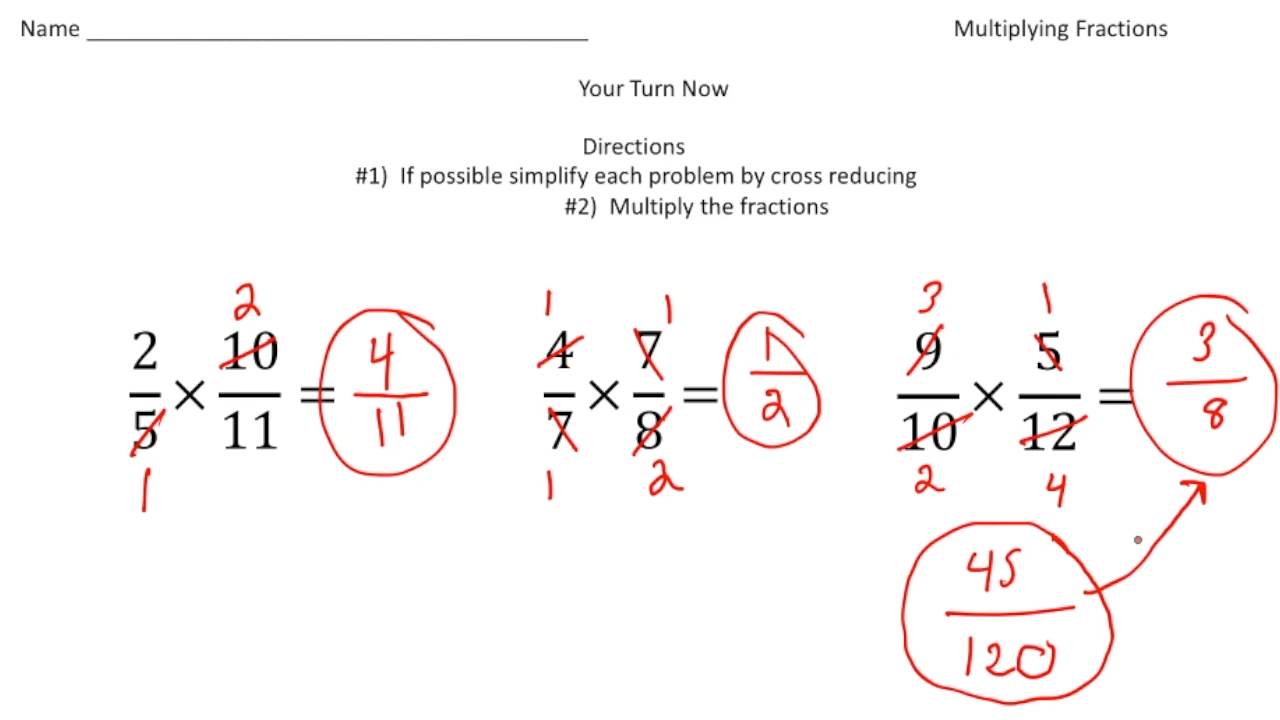 Name ______________________ Multiplying Fractions
Your Turn Now
Directions
#1) If possible simplify each problem by cross reducing
#2) Multiply the fractions
2 1 1 3 1
2/5 × 10/11 = 4/11 4/7 × 7/8 = 1/2 9/10 × 5/12 = 3/8
1 1 2 2 4
45/120